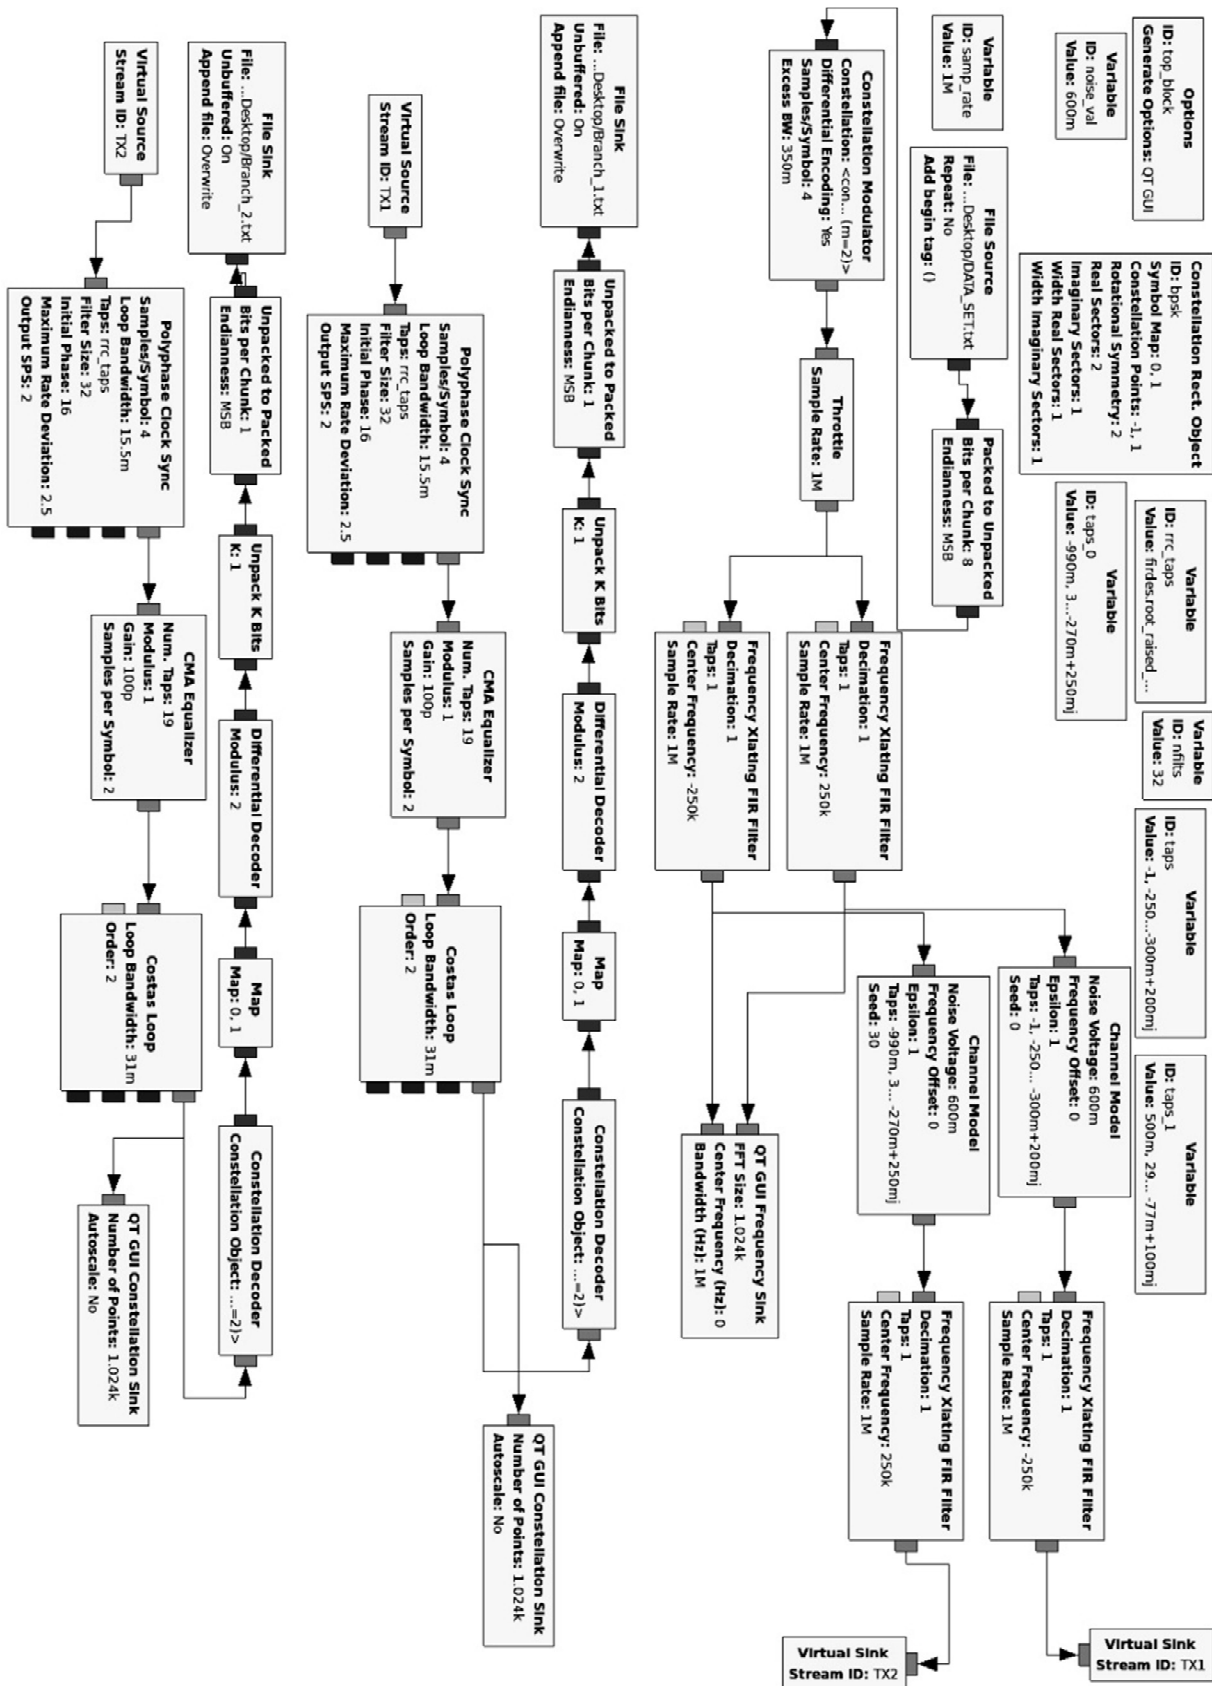 Options
ID: top_block
Generate Options: QT GUI
Variable
ID: noise_val
Value: 600m
Constellation Rect. Object
ID: bpsk
Symbol Map: 0, 1
Constellation Points: -1, 1
Rotational Symmetry: 2
Real Sectors: 2
Imaginary Sectors: 1
Width Real Sectors: 1
Width Imaginary Sectors: 1
Variable
ID: rrc_taps
Value: firdes.root_raised_...
Variable
ID: nfilts
Value: 32
Variable
ID: taps
Value: -1, -250...-300m+200mj
Variable
ID: taps_1
Value: 500m, 29... -77m+100mj
Variable
ID: taps_0
Value: -990m, 3...-270m+250mj
Variable
ID: samp_rate
Value: 1M
File Source
File: ...Desktop/DATA_SET.txt
Repeat: No
Add begin tag: ()
Packed to Unpacked
Bits per Chunk: 8
Endianness: MSB
Constellation Modulator
Constellation: <con... (m=2)>
Differential Encoding: Yes
Samples/Symbol: 4
Excess BW: 350m
Throttle
Sample Rate: 1M
Frequency Xlating FIR Filter
Decimation: 1
Taps: 1
Center Frequency: 250k
Sample Rate: 1M
Frequency Xlating FIR Filter
Decimation: 1
Taps: 1
Center Frequency: -250k
Sample Rate: 1M
Channel Model
Noise Voltage: 600m
Frequency Offset: 0
Epsilon: 1
Taps: -1, -250... -300m+200mj
Seed: 0
Channel Model
Noise Voltage: 600m
Frequency Offset: 0
Epsilon: 1
Taps: -990m, 3... -270m+250mj
Seed: 30
QT GUI Frequency Sink
FFT Size: 1.024k
Center Frequency (Hz): 0
Bandwidth (Hz): 1M
Frequency Xlating FIR Filter
Decimation: 1
Taps: 1
Center Frequency: -250k
Sample Rate: 1M
Frequency Xlating FIR Filter
Decimation: 1
Taps: 1
Center Frequency: 250k
Sample Rate: 1M
Virtual Sink
Stream ID: TX1
Virtual Sink
Stream ID: TX2
File Sink
File: ...Desktop/Branch_1.txt
Unbuffered: On
Append file: Overwrite
Unpacked to Packed
Bits per Chunk: 1
Endianness: MSB
Unpack K Bits
K: 1
Differential Decoder
Modulus: 2
Map
Map: 0, 1
Constellation Decoder
Constellation Object: ...=2)>
Virtual Source
Stream ID: TX1
Polyphase Clock Sync
Samples/Symbol: 4
Loop Bandwidth: 15.5m
Taps: rrc_taps
Filter Size: 32
Initial Phase: 16
Maximum Rate Deviation: 2.5
Output SPS: 2
CMA Equalizer
Num. Taps: 19
Modulus: 1
Gain: 100p
Samples per Symbol: 2
Costas Loop
Loop Bandwidth: 31m
Order: 2
QT GUI Constellation Sink
Number of Points: 1.024k
Autoscale: No
File Sink
File: ...Desktop/Branch_2.txt
Unbuffered: On
Append file: Overwrite
Unpacked to Packed
Bits per Chunk: 1
Endianness: MSB
Unpack K Bits
K: 1
Differential Decoder
Modulus: 2
Map
Map: 0, 1
Constellation Decoder
Constellation Object: ...=2)>
Virtual Source
Stream ID: TX2
Polyphase Clock Sync
Samples/Symbol: 4
Loop Bandwidth: 15.5m
Taps: rrc_taps
Filter Size: 32
Initial Phase: 16
Maximum Rate Deviation: 2.5
Output SPS: 2
CMA Equalizer
Num. Taps: 19
Modulus: 1
Gain: 100p
Samples per Symbol: 2
Costas Loop
Loop Bandwidth: 31m
Order: 2
QT GUI Constellation Sink
Number of Points: 1.024k
Autoscale: No